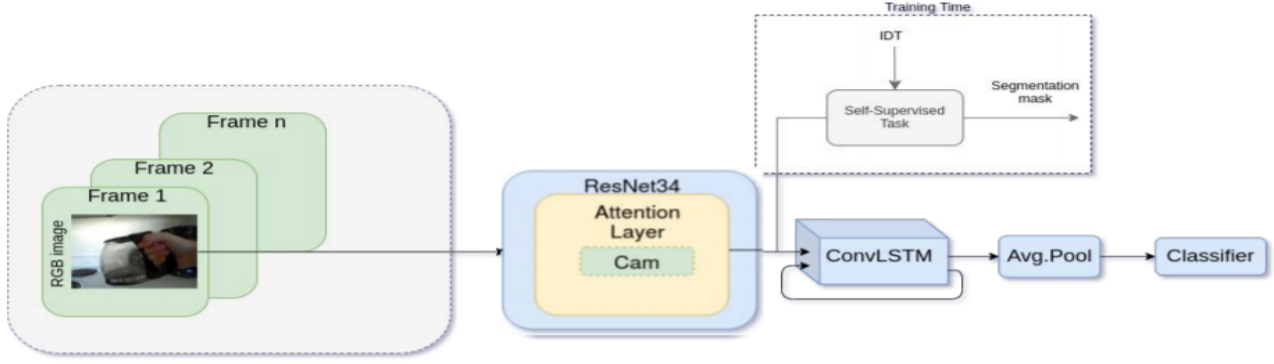 Training Time
IDT
Segmentation
mask
Self-Supervised
Task
Frame n
Frame 2
Frame 1
RGB image
ResNet34
Attention
Layer
Cam
ConvLSTM
Avg.Pool
Classifier